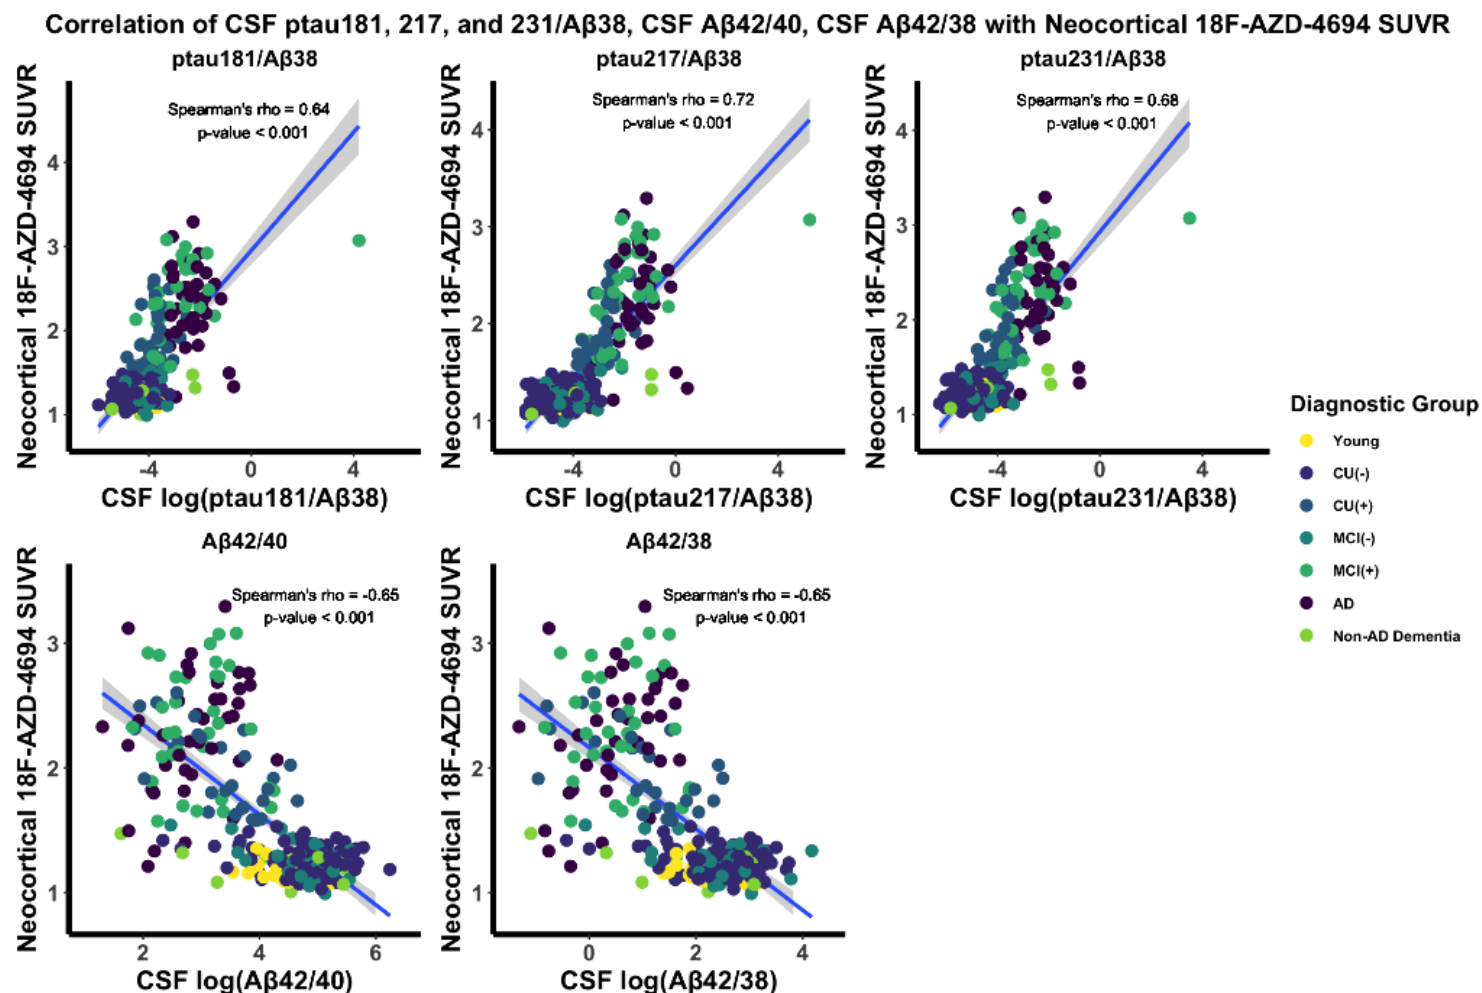 Correlation of CSF ptau181, 217, and 231/Aβ38, CSF Aβ42/40, CSF Aβ42/38 with Neocortical 18F-AZD-4694 SUVR
ptau181/Aβ38
Spearman's rho = 0.64
p-value < 0.001
Neocortical 18F-AZD-4694 SUVR
4
3
2
1
-4 0 4
CSF log(ptau181/Aβ38)
ptau217/Aβ38
Spearman's rho = 0.72
p-value < 0.001
Neocortical 18F-AZD-4694 SUVR
4
3
2
1
-4 0 4
CSF log(ptau217/Aβ38)
ptau231/Aβ38
Spearman's rho = 0.68
p-value < 0.001
Neocortical 18F-AZD-4694 SUVR
4
3
2
1
-4 0 4
CSF log(ptau231/Aβ38)
Aβ42/40
Spearman's rho = -0.65
p-value < 0.001
Neocortical 18F-AZD-4694 SUVR
3
2
1
2 4 6
CSF log(Aβ42/40)
Aβ42/38
Spearman's rho = -0.65
p-value < 0.001
Neocortical 18F-AZD-4694 SUVR
3
2
1
0 2 4
CSF log(Aβ42/38)
Diagnostic Group
Young
CU(-)
CU(+)
MCI(-)
MCI(+)
AD
Non-AD Dementia